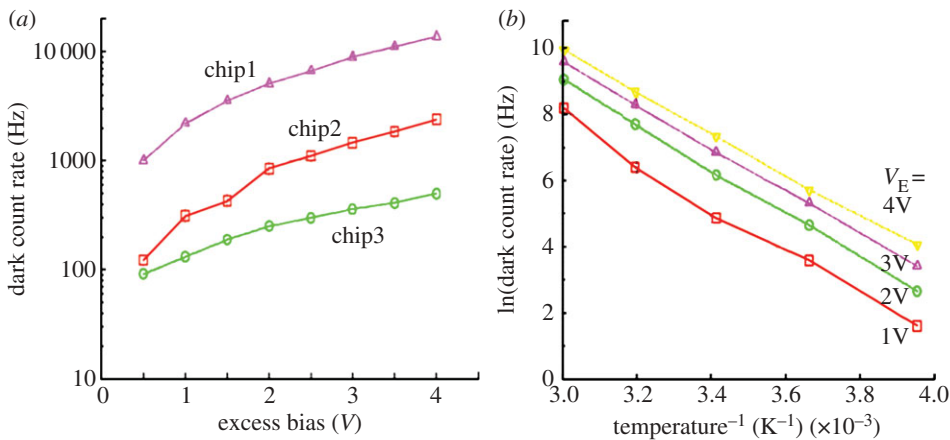 (a)
10 000
1000
100
10
dark count rate (Hz)
chip1
chip2
chip3
0 1 2 3 4
excess bias (V)
(b)
10
8
6
4
2
0
ln(dark count rate) (Hz)
V_E =
4V
3V
2V
1V
3.0 3.2 3.4 3.6 3.8 4.0
temperature⁻¹ (K⁻¹) (×10⁻³)